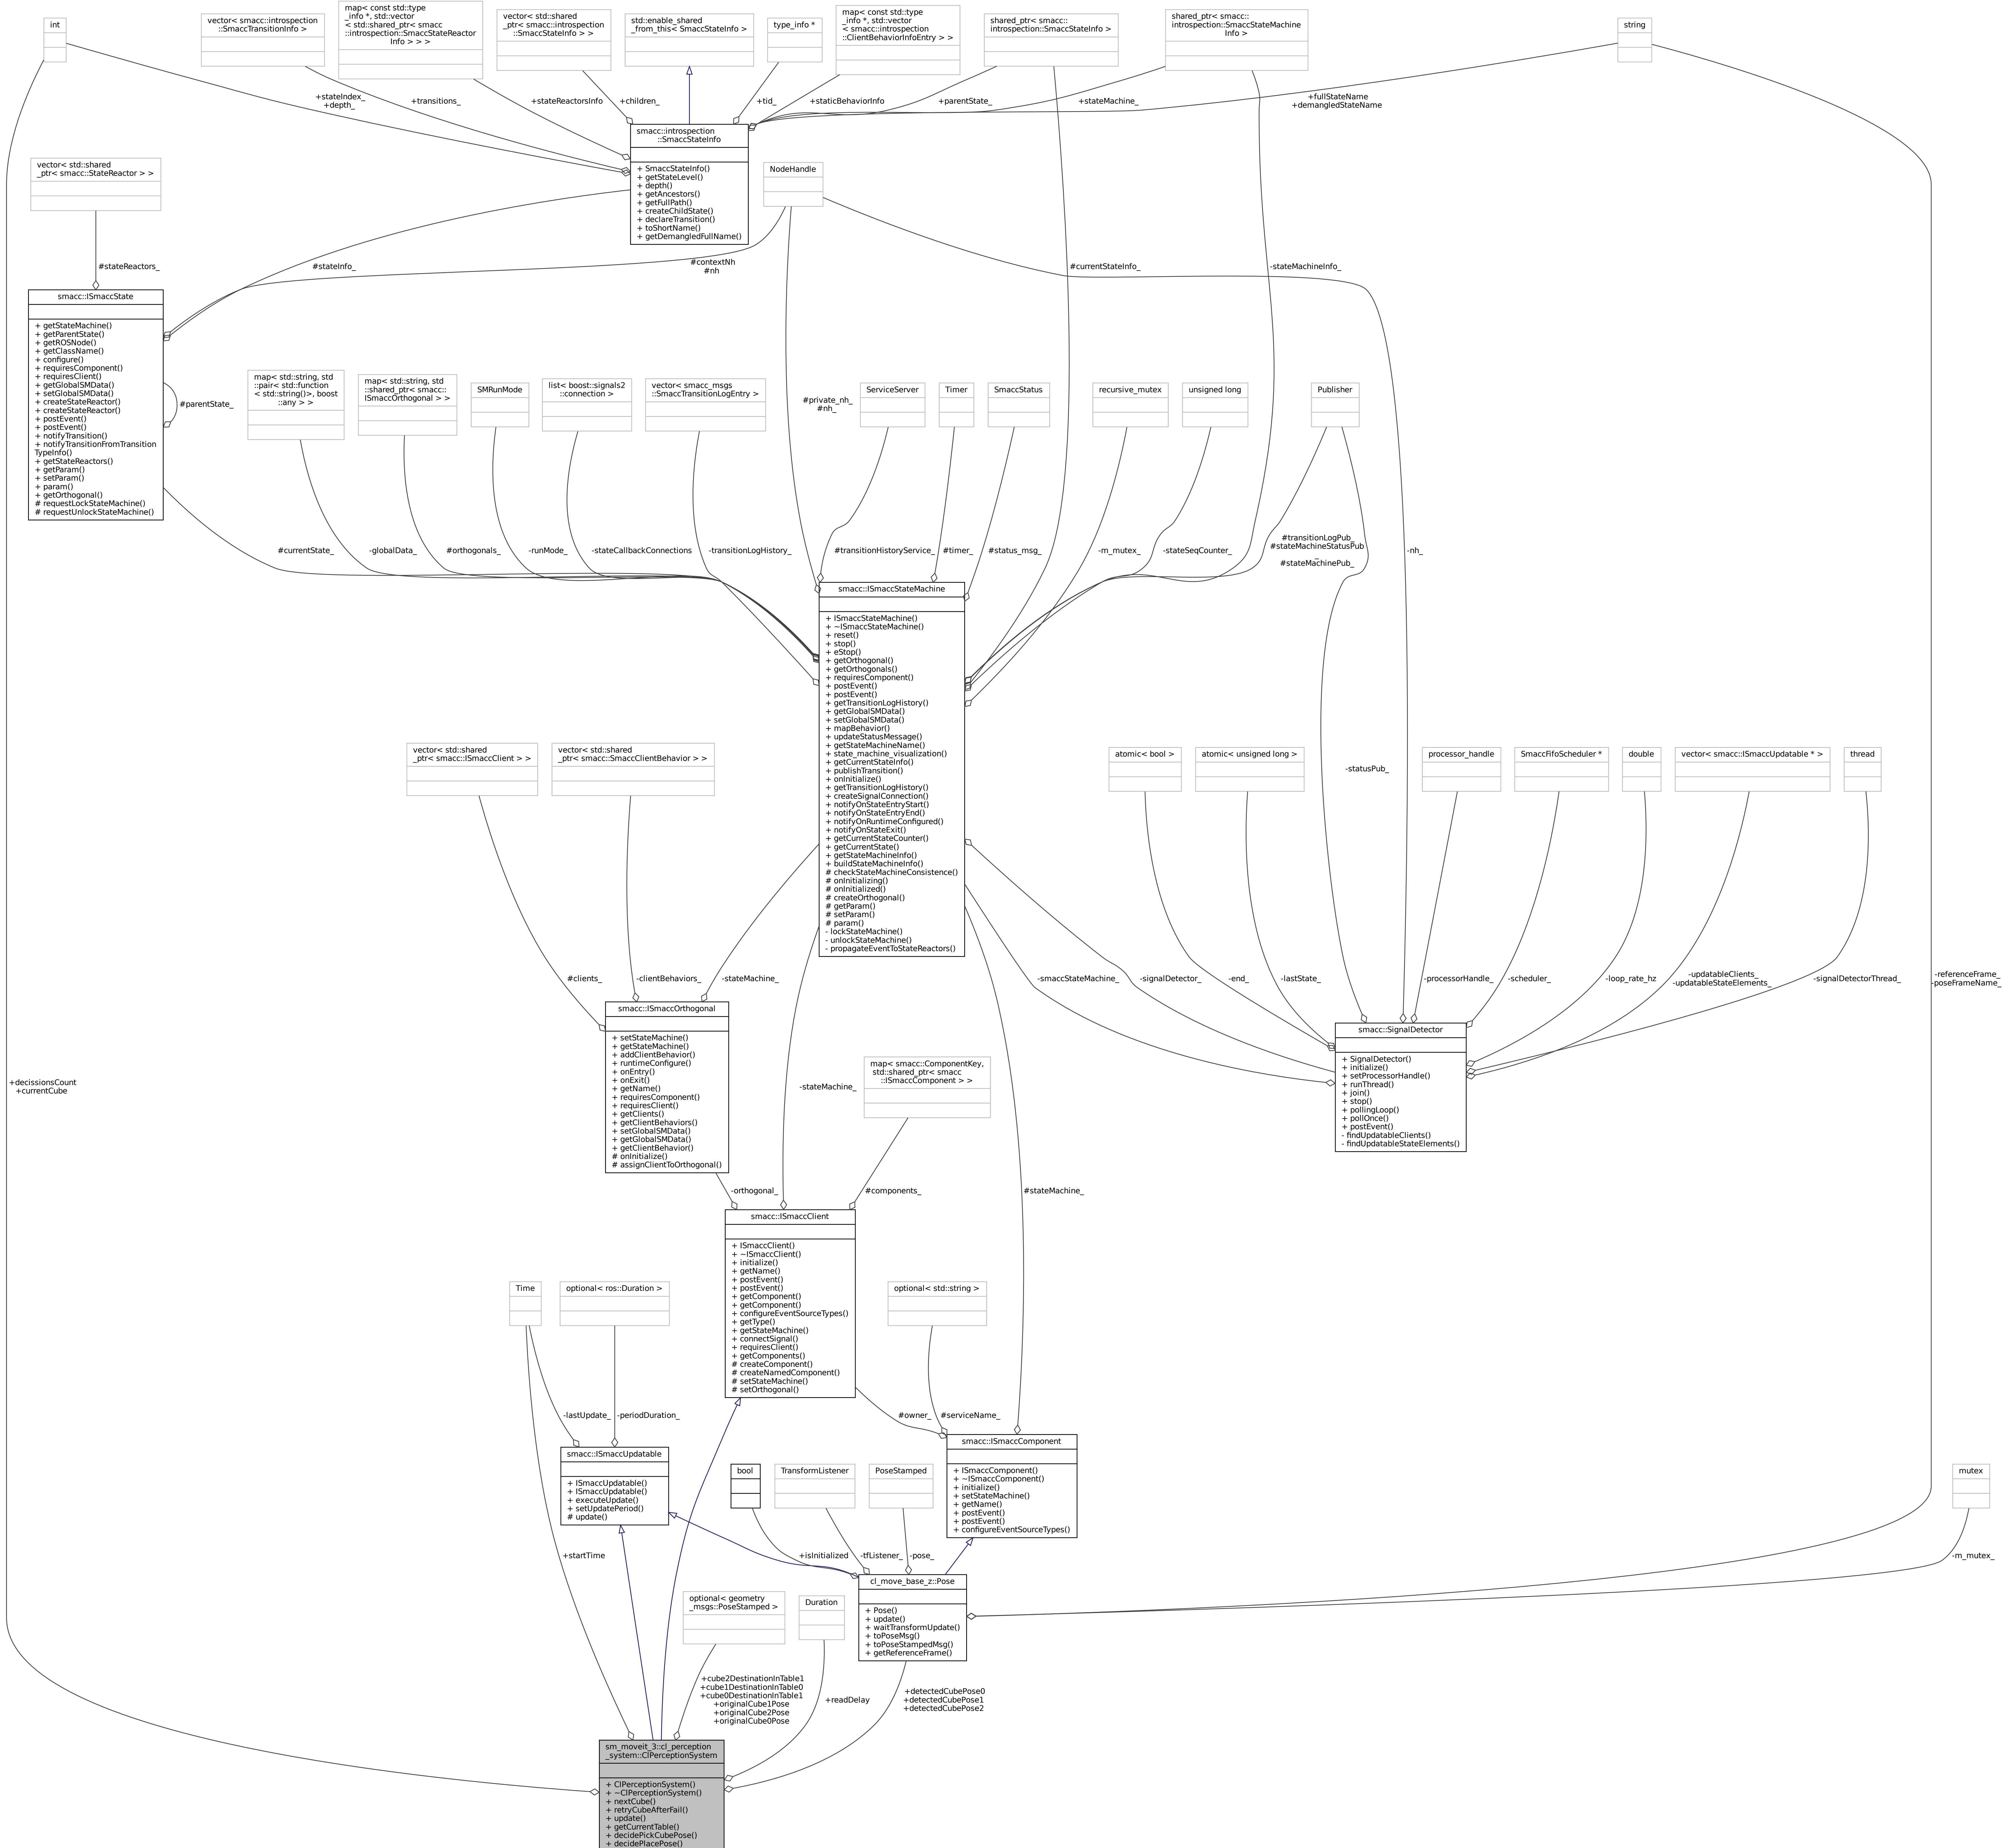 int
vector< smacc::introspection
::SmaccTransitionInfo >
map< const std::type
_info *, std::vector
< std::shared_ptr< smacc
::introspection::SmaccStateReactor
Info > > >
vector< std::shared
_ptr< smacc::introspection
::SmaccStateInfo > >
std::enable_shared
_from_this< SmaccStateInfo >
type_info *
map< const std::type
_info *, std::vector
< smacc::introspection
::ClientBehaviorInfoEntry > >
shared_ptr< smacc::
introspection::SmaccStateInfo >
shared_ptr< smacc::
introspection::SmaccStateMachine
Info >
string
+stateIndex_
+depth_
+transitions_
+stateReactorsInfo
+children_
+tid_
+staticBehaviorInfo
+parentState_
+stateMachine_
+fullStateName
+demangledStateName
smacc::introspection
::SmaccStateInfo
+ SmaccStateInfo()
+ getStateLevel()
+ depth()
+ getAncestors()
+ getFullPath()
+ createChildState()
+ declareTransition()
+ toShortName()
+ getDemangledFullName()
vector< std::shared
_ptr< smacc::StateReactor > >
NodeHandle
#stateReactors_
#stateInfo_
#contextNh
#nh
#currentStateInfo_
-stateMachineInfo_
smacc::ISmaccState
+ getStateMachine()
+ getParentState()
+ getROSNode()
+ getClassName()
+ configure()
+ requiresComponent()
+ requiresClient()
+ getGlobalSMData()
+ setGlobalSMData()
+ createStateReactor()
+ createStateReactor()
+ postEvent()
+ postEvent()
+ notifyTransition()
+ notifyTransitionFromTransition
TypeInfo()
+ getStateReactors()
+ getParam()
+ setParam()
+ param()
+ getOrthogonal()
# requestLockStateMachine()
# requestUnlockStateMachine()
#parentState_
map< std::string, std
::pair< std::function
< std::string()>, boost
::any > >
map< std::string, std
::shared_ptr< smacc::
ISmaccOrthogonal > >
SMRunMode
list< boost::signals2
::connection >
vector< smacc_msgs
::SmaccTransitionLogEntry >
#private_nh_
#nh_
ServiceServer
Timer
SmaccStatus
recursive_mutex
unsigned long
Publisher
#currentState_
-globalData_
#orthogonals_
-runMode_
-stateCallbackConnections
-transitionLogHistory_
#transitionHistoryService_
#timer_
#status_msg_
-m_mutex_
-stateSeqCounter_
#transitionLogPub_
#stateMachineStatusPub
_
#stateMachinePub_
-nh_
smacc::ISmaccStateMachine
+ ISmaccStateMachine()
+ ~ISmaccStateMachine()
+ reset()
+ stop()
+ eStop()
+ getOrthogonal()
+ getOrthogonals()
+ requiresComponent()
+ postEvent()
+ postEvent()
+ getTransitionLogHistory()
+ getGlobalSMData()
+ setGlobalSMData()
+ mapBehavior()
+ updateStatusMessage()
+ getStateMachineName()
+ state_machine_visualization()
+ getCurrentStateInfo()
+ publishTransition()
+ onInitialize()
+ getTransitionLogHistory()
+ createSignalConnection()
+ notifyOnStateEntryStart()
+ notifyOnStateEntryEnd()
+ notifyOnRuntimeConfigured()
+ notifyOnStateExit()
+ getCurrentStateCounter()
+ getCurrentState()
+ getStateMachineInfo()
+ buildStateMachineInfo()
# checkStateMachineConsistence()
# onInitializing()
# onInitialized()
# createOrthogonal()
# getParam()
# setParam()
# param()
- lockStateMachine()
- unlockStateMachine()
- propagateEventToStateReactors()
vector< std::shared
_ptr< smacc::ISmaccClient > >
vector< std::shared
_ptr< smacc::SmaccClientBehavior > >
atomic< bool >
atomic< unsigned long >
-statusPub_
processor_handle
SmaccFifoScheduler *
double
vector< smacc::ISmaccUpdatable * >
thread
#clients_
-clientBehaviors_
-stateMachine_
-smaccStateMachine_
-signalDetector_
-end_
-lastState_
-processorHandle_
-scheduler_
-loop_rate_hz
-updatableClients_
-updatableStateElements_
-signalDetectorThread_
-referenceFrame_
-poseFrameName_
smacc::ISmaccOrthogonal
+ setStateMachine()
+ getStateMachine()
+ addClientBehavior()
+ runtimeConfigure()
+ onEntry()
+ onExit()
+ getName()
+ requiresComponent()
+ requiresClient()
+ getClients()
+ getClientBehaviors()
+ setGlobalSMData()
+ getGlobalSMData()
+ getClientBehavior()
# onInitialize()
# assignClientToOrthogonal()
smacc::SignalDetector
+ SignalDetector()
+ initialize()
+ setProcessorHandle()
+ runThread()
+ join()
+ stop()
+ pollingLoop()
+ pollOnce()
+ postEvent()
- findUpdatableClients()
- findUpdatableStateElements()
+decissionsCount
+currentCube
-stateMachine_
map< smacc::ComponentKey,
std::shared_ptr< smacc
::ISmaccComponent > >
-orthogonal_
#components_
#stateMachine_
smacc::ISmaccClient
+ ISmaccClient()
+ ~ISmaccClient()
+ initialize()
+ getName()
+ postEvent()
+ postEvent()
+ getComponent()
+ getComponent()
+ configureEventSourceTypes()
+ getType()
+ getStateMachine()
+ connectSignal()
+ requiresClient()
+ getComponents()
# createComponent()
# createNamedComponent()
# setStateMachine()
# setOrthogonal()
Time
optional< ros::Duration >
optional< std::string >
-lastUpdate_
-periodDuration_
#owner_
#serviceName_
smacc::ISmaccUpdatable
+ ISmaccUpdatable()
+ ISmaccUpdatable()
+ executeUpdate()
+ setUpdatePeriod()
# update()
smacc::ISmaccComponent
+ ISmaccComponent()
+ ~ISmaccComponent()
+ initialize()
+ setStateMachine()
+ getName()
+ postEvent()
+ postEvent()
+ configureEventSourceTypes()
bool
TransformListener
PoseStamped
mutex
+startTime
+isInitialized
-tfListener_
-pose_
-m_mutex_
cl_move_base_z::Pose
+ Pose()
+ update()
+ waitTransformUpdate()
+ toPoseMsg()
+ toPoseStampedMsg()
+ getReferenceFrame()
optional< geometry
_msgs::PoseStamped >
Duration
+cube2DestinationInTable1
+cube1DestinationInTable0
+cube0DestinationInTable1
+originalCube1Pose
+originalCube2Pose
+originalCube0Pose
+readDelay
+detectedCubePose0
+detectedCubePose1
+detectedCubePose2
sm_moveit_3::cl_perception
_system::ClPerceptionSystem
+ ClPerceptionSystem()
+ ~ClPerceptionSystem()
+ nextCube()
+ retryCubeAfterFail()
+ update()
+ getCurrentTable()
+ decidePickCubePose()
+ decidePlacePose()